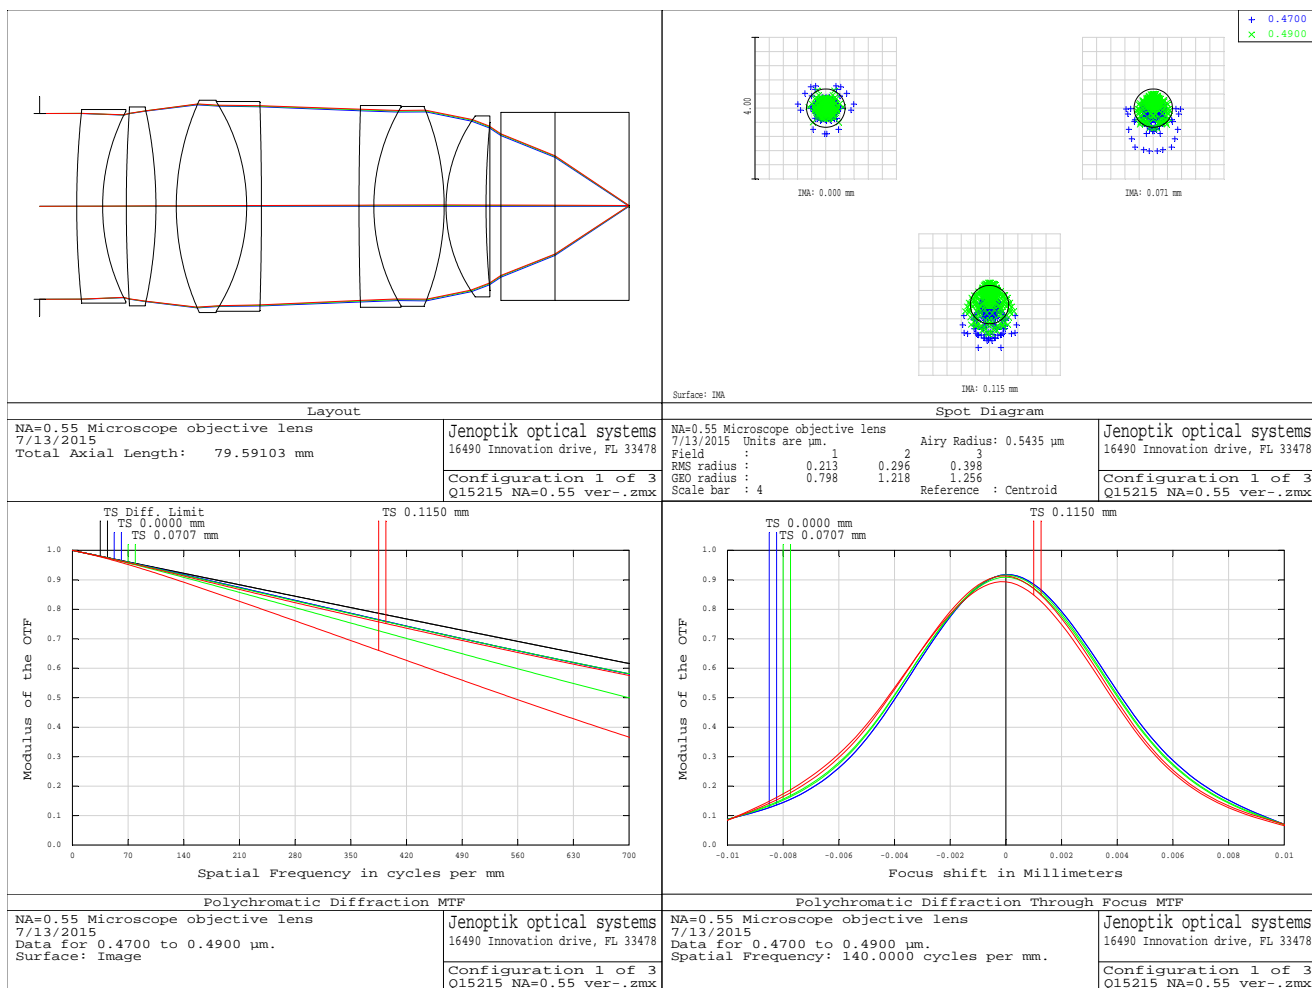 + 0.4700
× 0.4900
4.00
IMA: 0.000 mm
IMA: 0.071 mm
IMA: 0.115 mm
Surface: IMA
Layout
NA=0.55 Microscope objective lens
7/13/2015
Total Axial Length: 79.59103 mm
Jenoptik optical systems
16490 Innovation drive, FL 33478
Configuration 1 of 3
Q15215 NA=0.55 ver-.zmx
Spot Diagram
NA=0.55 Microscope objective lens
7/13/2015 Units are µm. Airy Radius: 0.5435 µm
Field : 1 2 3
RMS radius : 0.213 0.296 0.398
GEO radius : 0.798 1.218 1.256
Scale bar : 4 Reference : Centroid
Jenoptik optical systems
16490 Innovation drive, FL 33478
Configuration 1 of 3
Q15215 NA=0.55 ver-.zmx
TS Diff. Limit
TS 0.0000 mm
TS 0.0707 mm
TS 0.1150 mm
1.0
0.9
0.8
0.7
0.6
0.5
0.4
0.3
0.2
0.1
0.0
Modulus of the OTF
0 70 140 210 280 350 420 490 560 630 700
Spatial Frequency in cycles per mm
Polychromatic Diffraction MTF
NA=0.55 Microscope objective lens
7/13/2015
Data for 0.4700 to 0.4900 µm.
Surface: Image
Jenoptik optical systems
16490 Innovation drive, FL 33478
Configuration 1 of 3
Q15215 NA=0.55 ver-.zmx
TS 0.0000 mm
TS 0.0707 mm
TS 0.1150 mm
1.0
0.9
0.8
0.7
0.6
0.5
0.4
0.3
0.2
0.1
0.0
Modulus of the OTF
-0.01 -0.008 -0.006 -0.004 -0.002 0 0.002 0.004 0.006 0.008 0.01
Focus shift in Millimeters
Polychromatic Diffraction Through Focus MTF
NA=0.55 Microscope objective lens
7/13/2015
Data for 0.4700 to 0.4900 µm.
Spatial Frequency: 140.0000 cycles per mm.
Jenoptik optical systems
16490 Innovation drive, FL 33478
Configuration 1 of 3
Q15215 NA=0.55 ver-.zmx